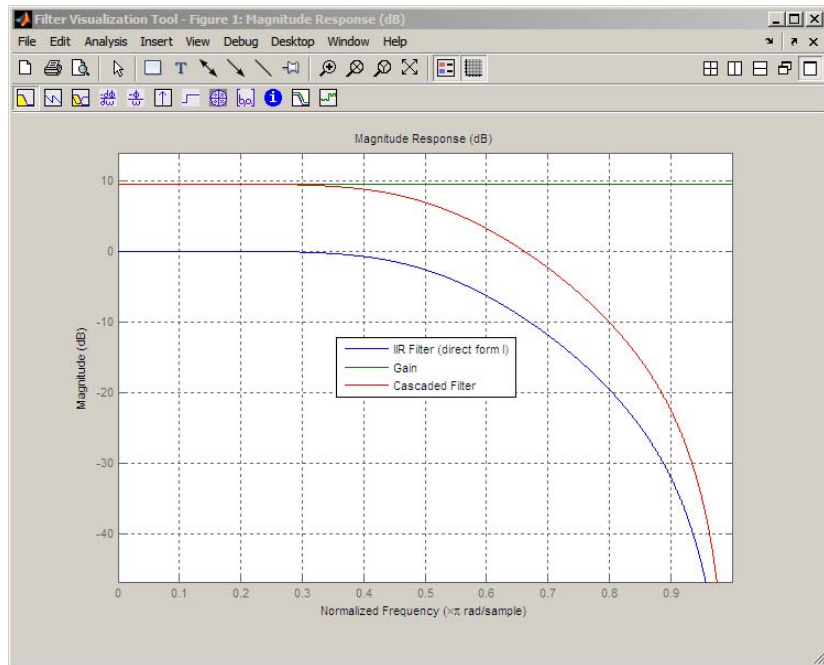 Filter Visualization Tool - Figure 1: Magnitude Response (dB)
File Edit Analysis Insert View Debug Desktop Window Help
Magnitude Response (dB)
10
0
-10
-20
-30
-40
Magnitude (dB)
IIR Filter (direct form I)
Gain
Cascaded Filter
0 0.1 0.2 0.3 0.4 0.5 0.6 0.7 0.8 0.9
Normalized Frequency (×π rad/sample)